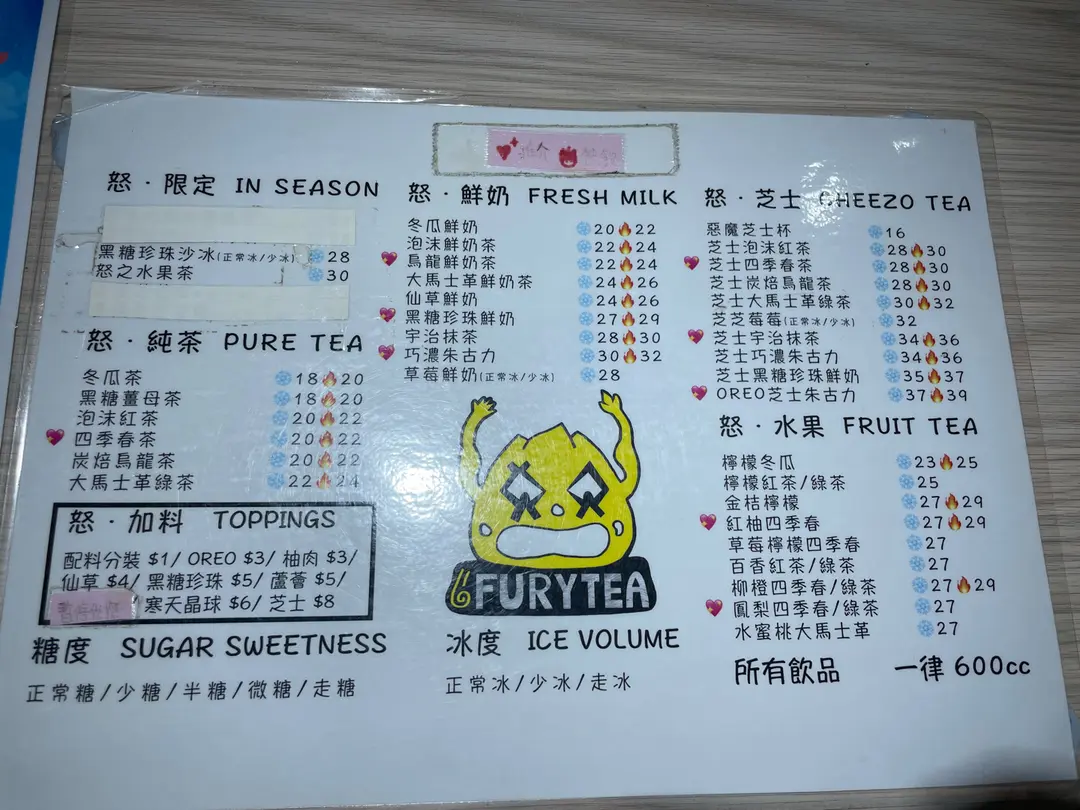 怒・限定 IN SEASON
黑糖珍珠沙冰(正常冰/少冰) 28
怒之水果茶 30
怒・純茶 PURE TEA
冬瓜茶 18 20
黑糖薑母茶 18 20
泡沫紅茶 20 22
四季春茶 20 22
炭焙烏龍茶 20 22
大馬士革綠茶 22 24
怒・加料 TOPPINGS
配料分裝 $1/ OREO $3/ 柚肉 $3/
仙草 $4/ 黑糖珍珠 $5/ 蘆薈 $5/
寒天晶球 $6/ 芝士 $8
糖度 SUGAR SWEETNESS
正常糖/少糖/半糖/微糖/走糖
推介
怒・鮮奶 FRESH MILK
冬瓜鮮奶 20 22
泡沫鮮奶茶 22 24
烏龍鮮奶茶 22 24
大馬士革鮮奶茶 24 26
仙草鮮奶 24 26
黑糖珍珠鮮奶 27 29
宇治抹茶 28 30
巧濃朱古力 30 32
草莓鮮奶(正常冰/少冰) 28
FURYTEA
冰度 ICE VOLUME
正常冰/少冰/走冰
怒・芝士 CHEEZO TEA
惡魔芝士杯 16
芝士泡沫紅茶 28 30
芝士四季春茶 28 30
芝士炭焙烏龍茶 28 30
芝士大馬士革綠茶 30 32
芝芝莓莓(正常冰/少冰) 32
芝士宇治抹茶 34 36
芝士巧濃朱古力 34 36
芝士黑糖珍珠鮮奶 35 37
OREO芝士朱古力 37 39
怒・水果 FRUIT TEA
檸檬冬瓜 23 25
檸檬紅茶/綠茶 25
金桔檸檬 27 29
紅柚四季春 27 29
草莓檸檬四季春 27
百香紅茶/綠茶 27
柳橙四季春/綠茶 27 29
鳳梨四季春/綠茶 27
水蜜桃大馬士革 27
所有飲品 一律 600cc